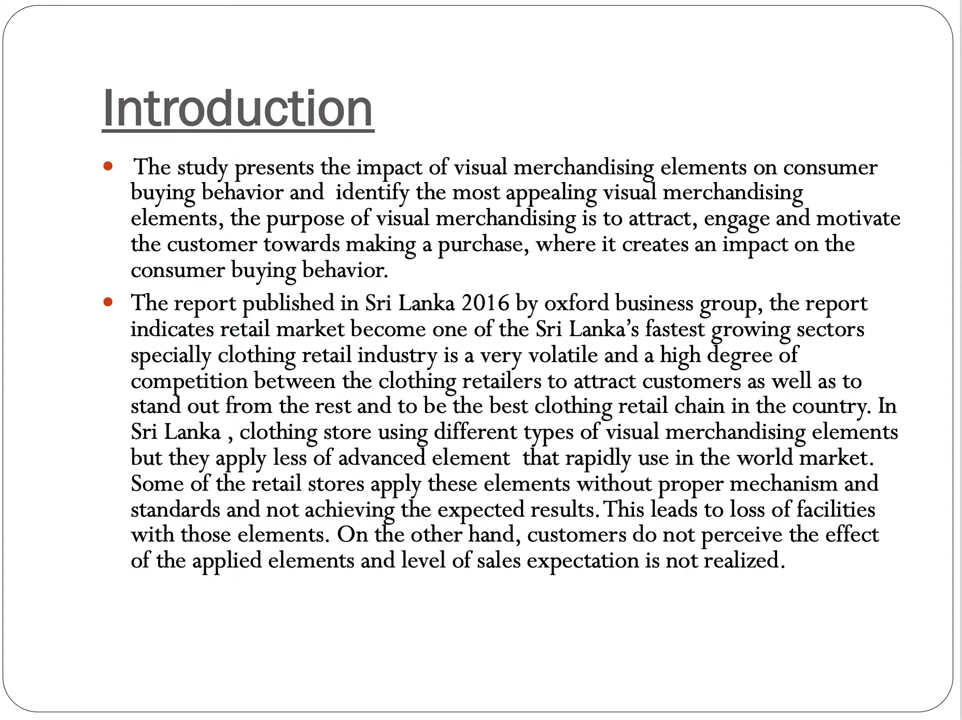 Introduction
• The study presents the impact of visual merchandising elements on consumer
buying behavior and identify the most appealing visual merchandising
elements, the purpose of visual merchandising is to attract, engage and motivate
the customer towards making a purchase, where it creates an impact on the
consumer buying behavior.
• The report published in Sri Lanka 2016 by oxford business group, the report
indicates retail market become one of the Sri Lanka’s fastest growing sectors
specially clothing retail industry is a very volatile and a high degree of
competition between the clothing retailers to attract customers as well as to
stand out from the rest and to be the best clothing retail chain in the country. In
Sri Lanka , clothing store using different types of visual merchandising elements
but they apply less of advanced element that rapidly use in the world market.
Some of the retail stores apply these elements without proper mechanism and
standards and not achieving the expected results. This leads to loss of facilities
with those elements. On the other hand, customers do not perceive the effect
of the applied elements and level of sales expectation is not realized.